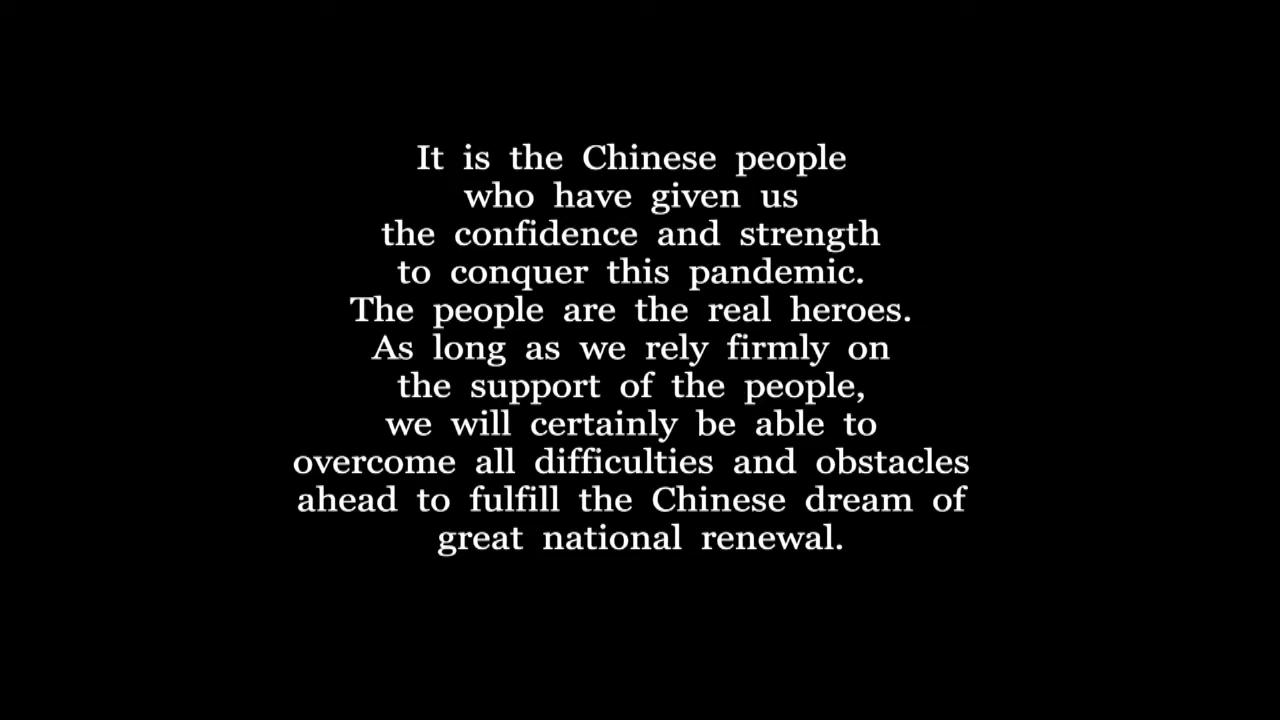 It is the Chinese people
who have given us
the confidence and strength
to conquer this pandemic.
The people are the real heroes.
As long as we rely firmly on
the support of the people,
we will certainly be able to
overcome all difficulties and obstacles
ahead to fulfill the Chinese dream of
great national renewal.